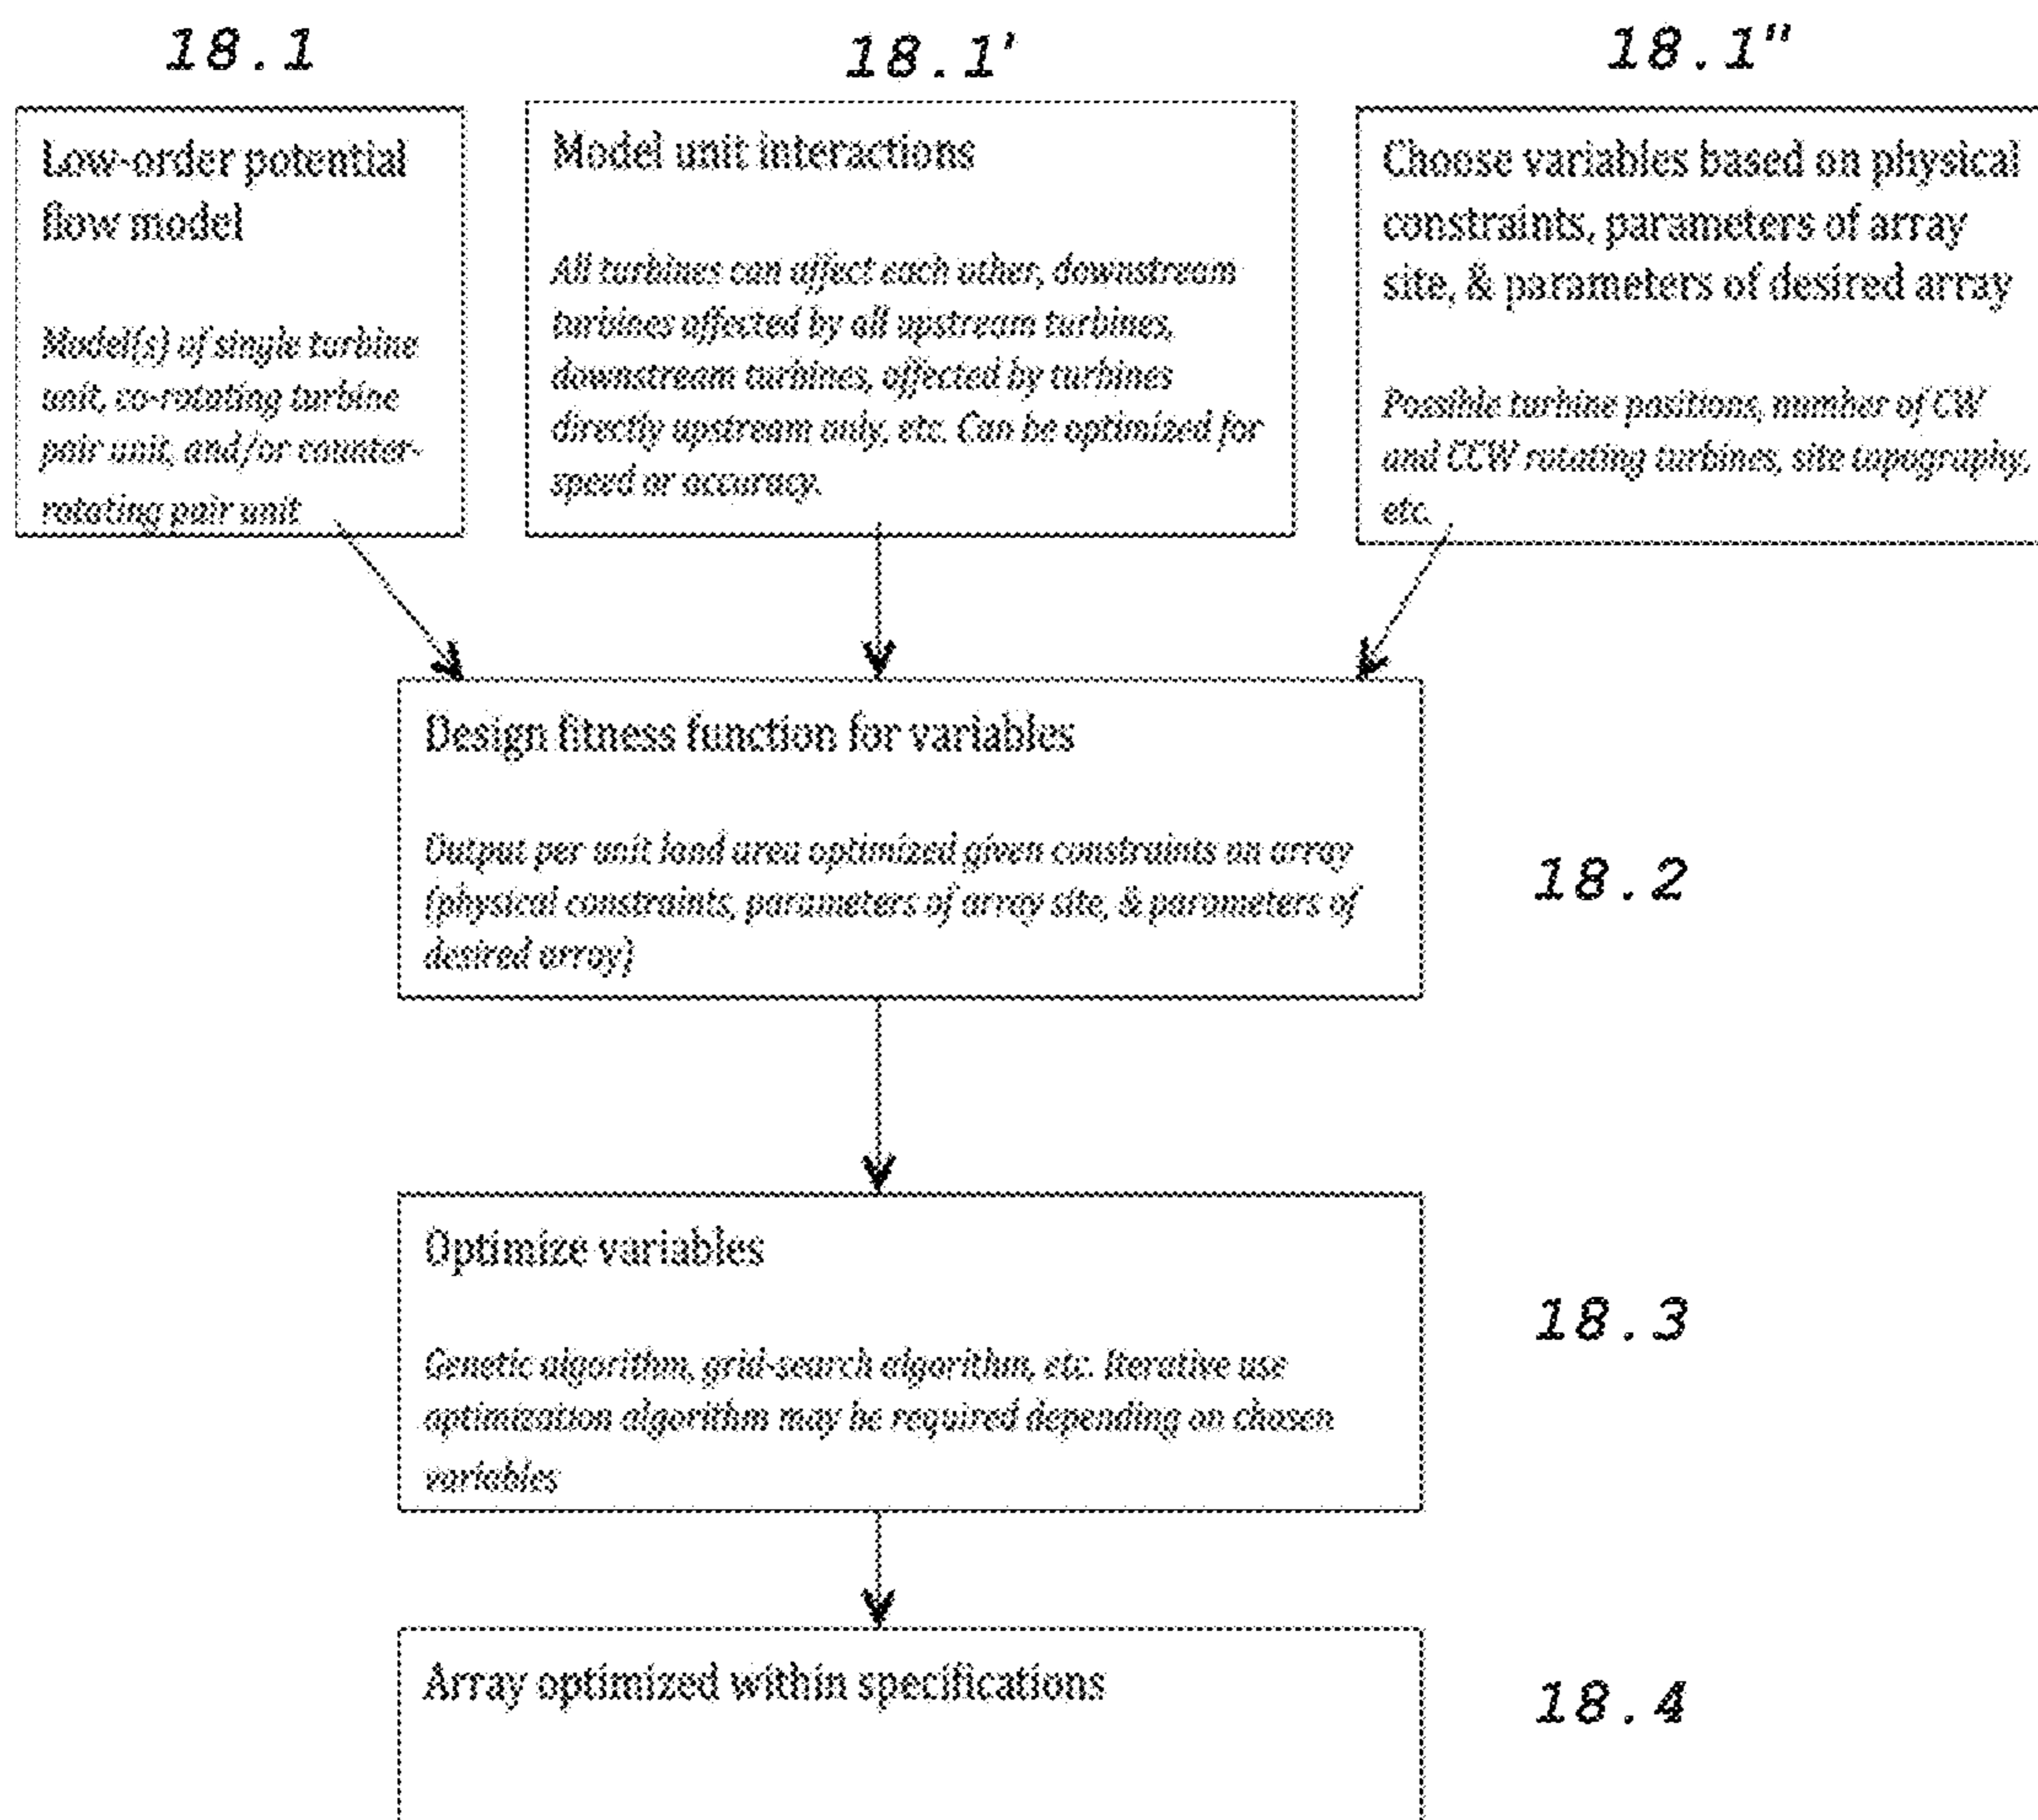 18.1
18.1'
18.1"
Low-order potential
flow model
Model(s) of single turbine
unit, co-rotating turbine
pair unit, and/or counter-
rotating pair unit
Model unit interactions
All turbines can affect each other, downstream
turbines affected by all upstream turbines,
downstream turbines, affected by turbines
directly upstream only, etc. Can be optimized for
speed or accuracy.
Choose variables based on physical
constraints, parameters of array
site, & parameters of desired array
Possible turbine positions, number of CW
and CCW rotating turbines, site topography,
etc.
Design fitness function for variables
Output per unit land area optimized given constraints on array
(physical constraints, parameters of array site, & parameters of
desired array)
18.2
Optimize variables
Genetic algorithm, grid-search algorithm, etc. Iterative use
optimization algorithm may be required depending on chosen
variables
18.3
Array optimized within specifications
18.4